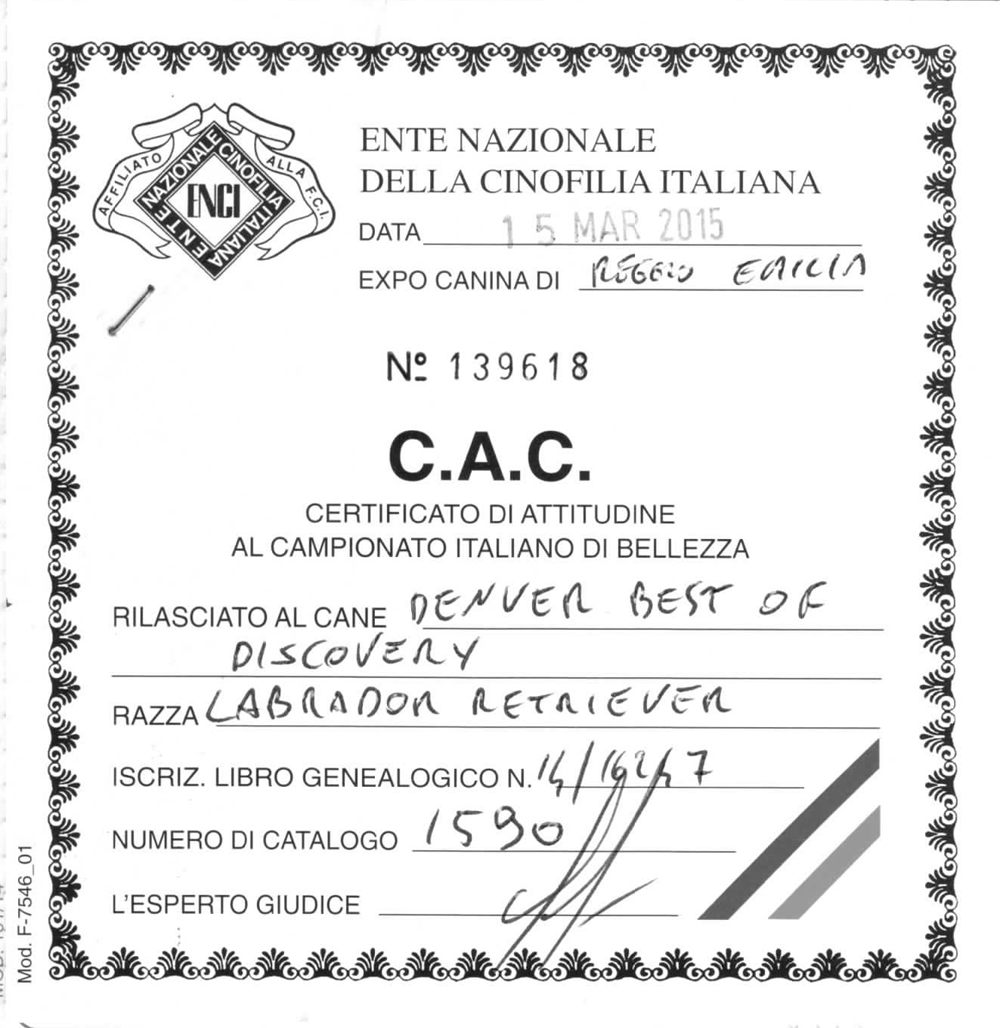 AFFILIATO ALLA F.C.I.
ENTE NAZIONALE CINOFILIA ITALIANA
ENCI
ENTE NAZIONALE
DELLA CINOFILIA ITALIANA
DATA 15 MAR 2015
EXPO CANINA DI REGGIO EMILIA
Nº 139618
C.A.C.
CERTIFICATO DI ATTITUDINE
AL CAMPIONATO ITALIANO DI BELLEZZA
RILASCIATO AL CANE DENVER BEST OF
DISCOVERY
RAZZA LABRADOR RETRIEVER
ISCRIZ. LIBRO GENEALOGICO N. 14/16247
NUMERO DI CATALOGO 1590
L'ESPERTO GIUDICE
Mod. F-7546_01